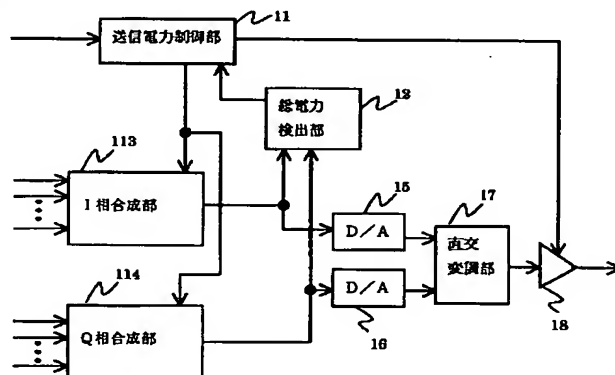 11
送信電力制御部
総電力
検出部
12
113
I相合成部
15
D/A
17
直交
変調部
114
D/A
18
16
Q相合成部